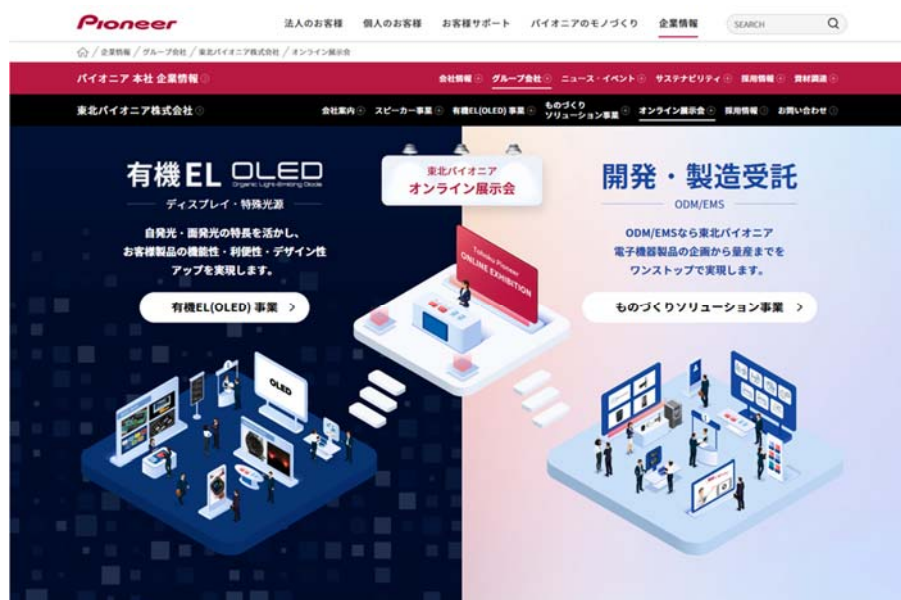 Pioneer
法人のお客様 個人のお客様 お客様サポート パイオニアのモノづくり 企業情報 SEARCH
企業情報 / グループ会社 / 東北パイオニア株式会社 / オンライン展示会
パイオニア 本社 企業情報
会社情報 グループ会社 ニュース・イベント サステナビリティ 採用情報 資材調達
東北パイオニア株式会社
会社案内 スピーカー事業 有機EL(OLED) 事業 ものづくり
ソリューション事業 オンライン展示会 採用情報 お問い合わせ
有機EL OLED
Organic Light-Emitting Diode
ディスプレイ・特殊光源
自発光・面発光の特長を活かし、
お客様製品の機能性・利便性・デザイン性
アップを実現します。
有機EL(OLED) 事業 >
東北パイオニア
オンライン展示会
Tohoku Pioneer
ONLINE EXHIBITION
開発・製造受託
ODM/EMS
ODM/EMSなら東北パイオニア
電子機器製品の企画から量産までを
ワンストップで実現します。
ものづくりソリューション事業 >
OLED